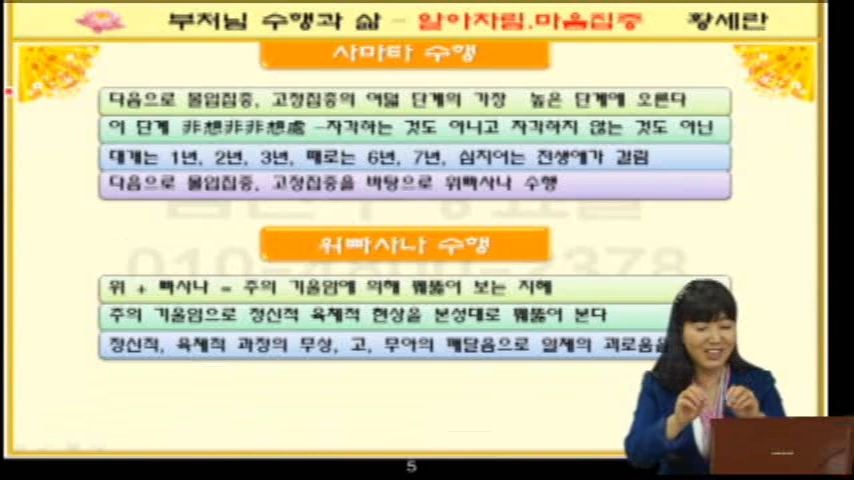 부처님 수행과 삶 - 알아차림.마음집중 황세란
사마타 수행
다음으로 몰입집중, 고정집중의 여덟 단계의 가장 높은 단계에 오른다
이 단계 非想非非想處 -자각하는 것도 아니고 자각하지 않는 것도 아닌
대개는 1년, 2년, 3년, 때로는 6년, 7년, 심지어는 전생애가 걸림
다음으로 몰입집중, 고정집중을 바탕으로 위빠사나 수행
위빠사나 수행
위 + 빠사나 = 주의 기울임에 의해 꿰뚫어 보는 지혜
주의 기울임으로 정신적 육체적 현상을 본성대로 꿰뚫어 본다
정신적, 육체적 과정의 무상, 고, 무아의 깨달음으로 일체의 괴로움을
5